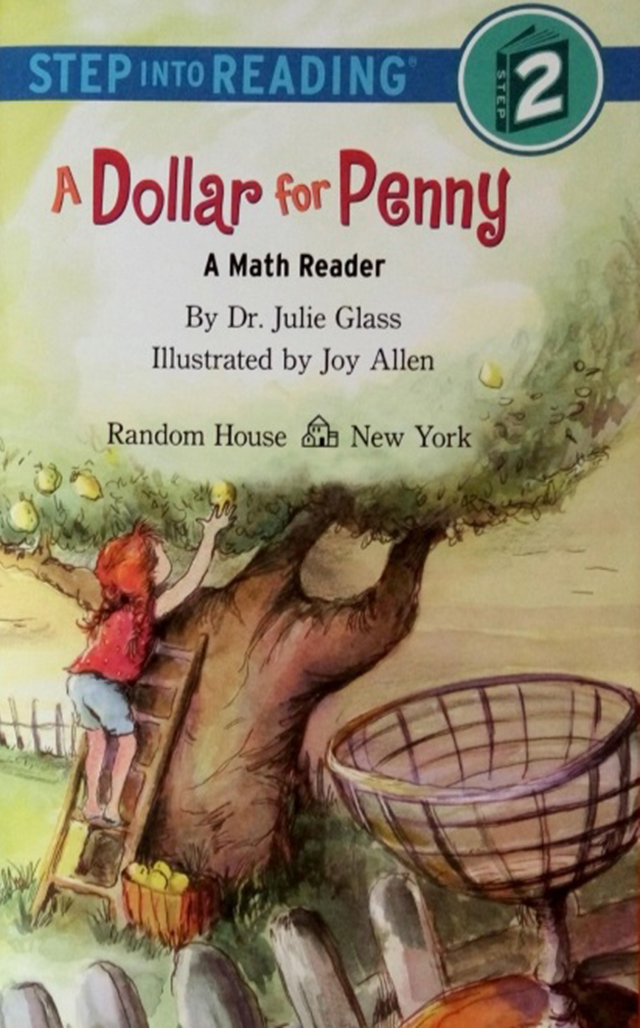 STEP INTO READING®
STEP 2
A Dollar for Penny
A Math Reader
By Dr. Julie Glass
Illustrated by Joy Allen
Random House New York